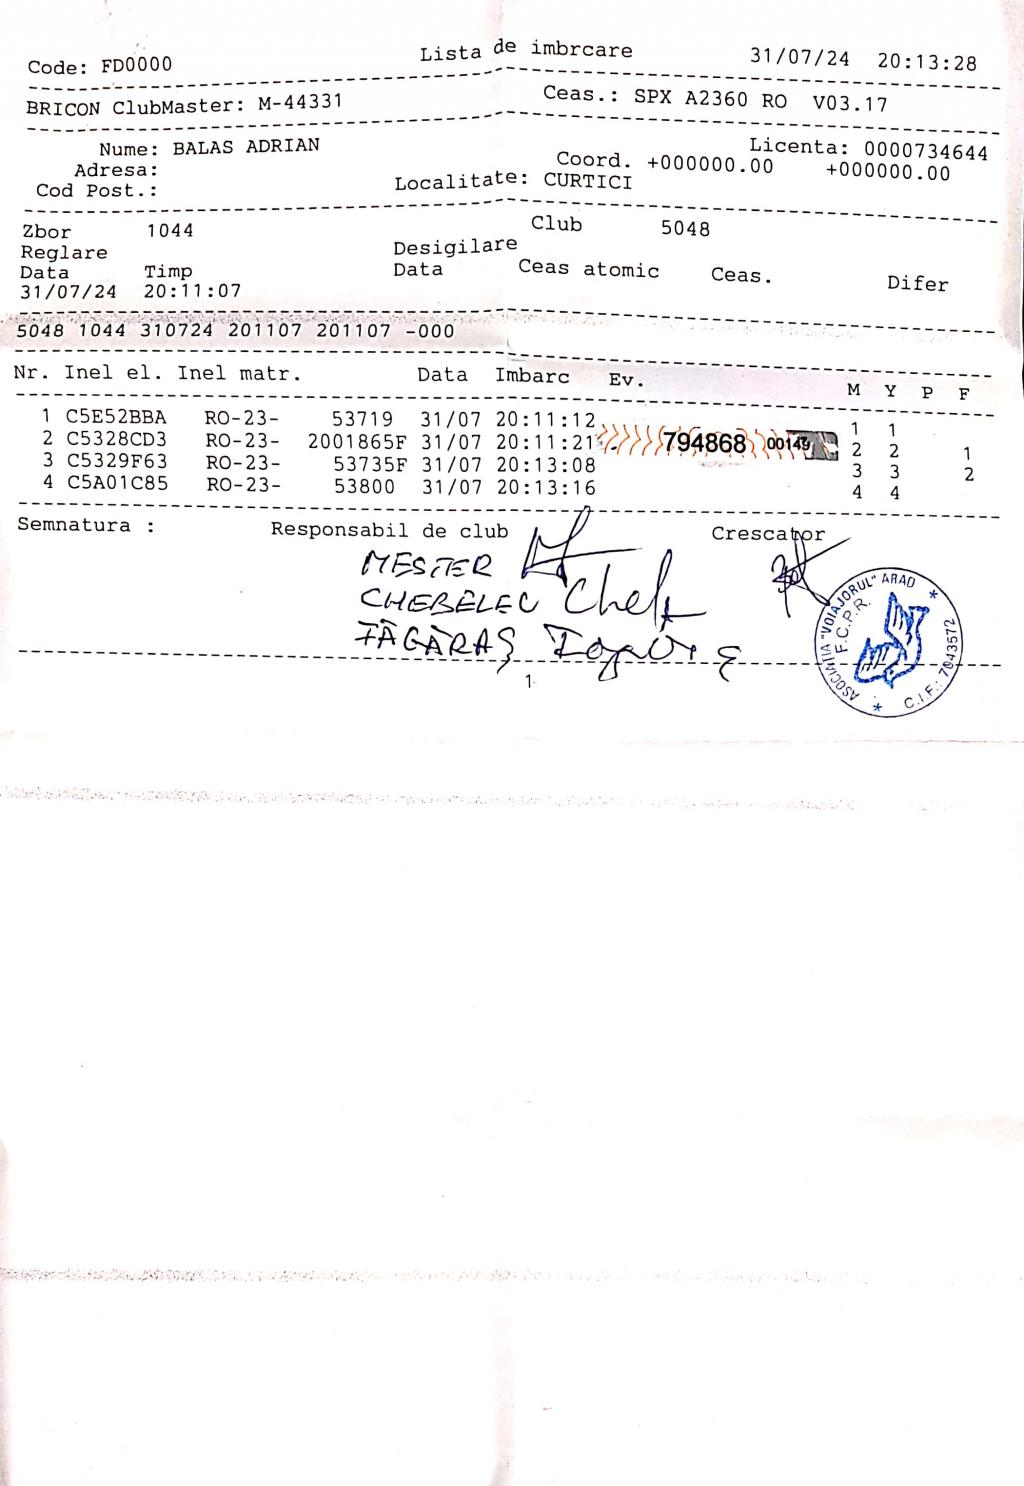 Code: FD0000 Lista de imbrcare 31/07/24 20:13:28
BRICON ClubMaster: M-44331 Ceas.: SPX A2360 RO V03.17
Nume: BALAS ADRIAN Licenta: 0000734644
Adresa: Coord. +000000.00 +000000.00
Cod Post.: Localitate: CURTICI
Zbor 1044 Club 5048
Reglare Desigilare
Data Timp Data Ceas atomic Ceas. Difer
31/07/24 20:11:07
5048 1044 310724 201107 201107 -000
Nr. Inel el. Inel matr. Data Imbarc Ev. M Y P F
1 C5E52BBA RO-23- 53719 31/07 20:11:12 1 1
2 C5328CD3 RO-23- 2001865F 31/07 20:11:21 794868 00149 2 2 1
3 C5329F63 RO-23- 53735F 31/07 20:13:08 3 3 2
4 C5A01C85 RO-23- 53800 31/07 20:13:16 4 4
Semnatura : Responsabil de club Crescator
MESTER
CHEBELEU
FĂGĂRAȘ
ASOCIATIA "VOIAJORUL" ARAD
F.C.P.R.
C.I.F.: 7043572
1